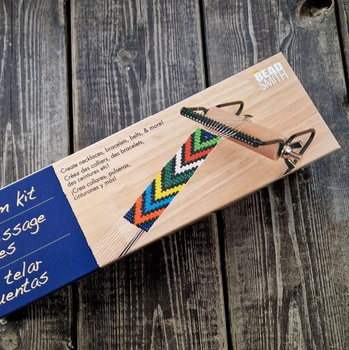 BEAD
SMITH
Create necklaces, bracelets, belts, & more!
Créez des colliers, des bracelets,
des ceintures etc!
¡Crea collares, pulseras,
cinturones y más!
m kit
ssage
es
telar
uentas